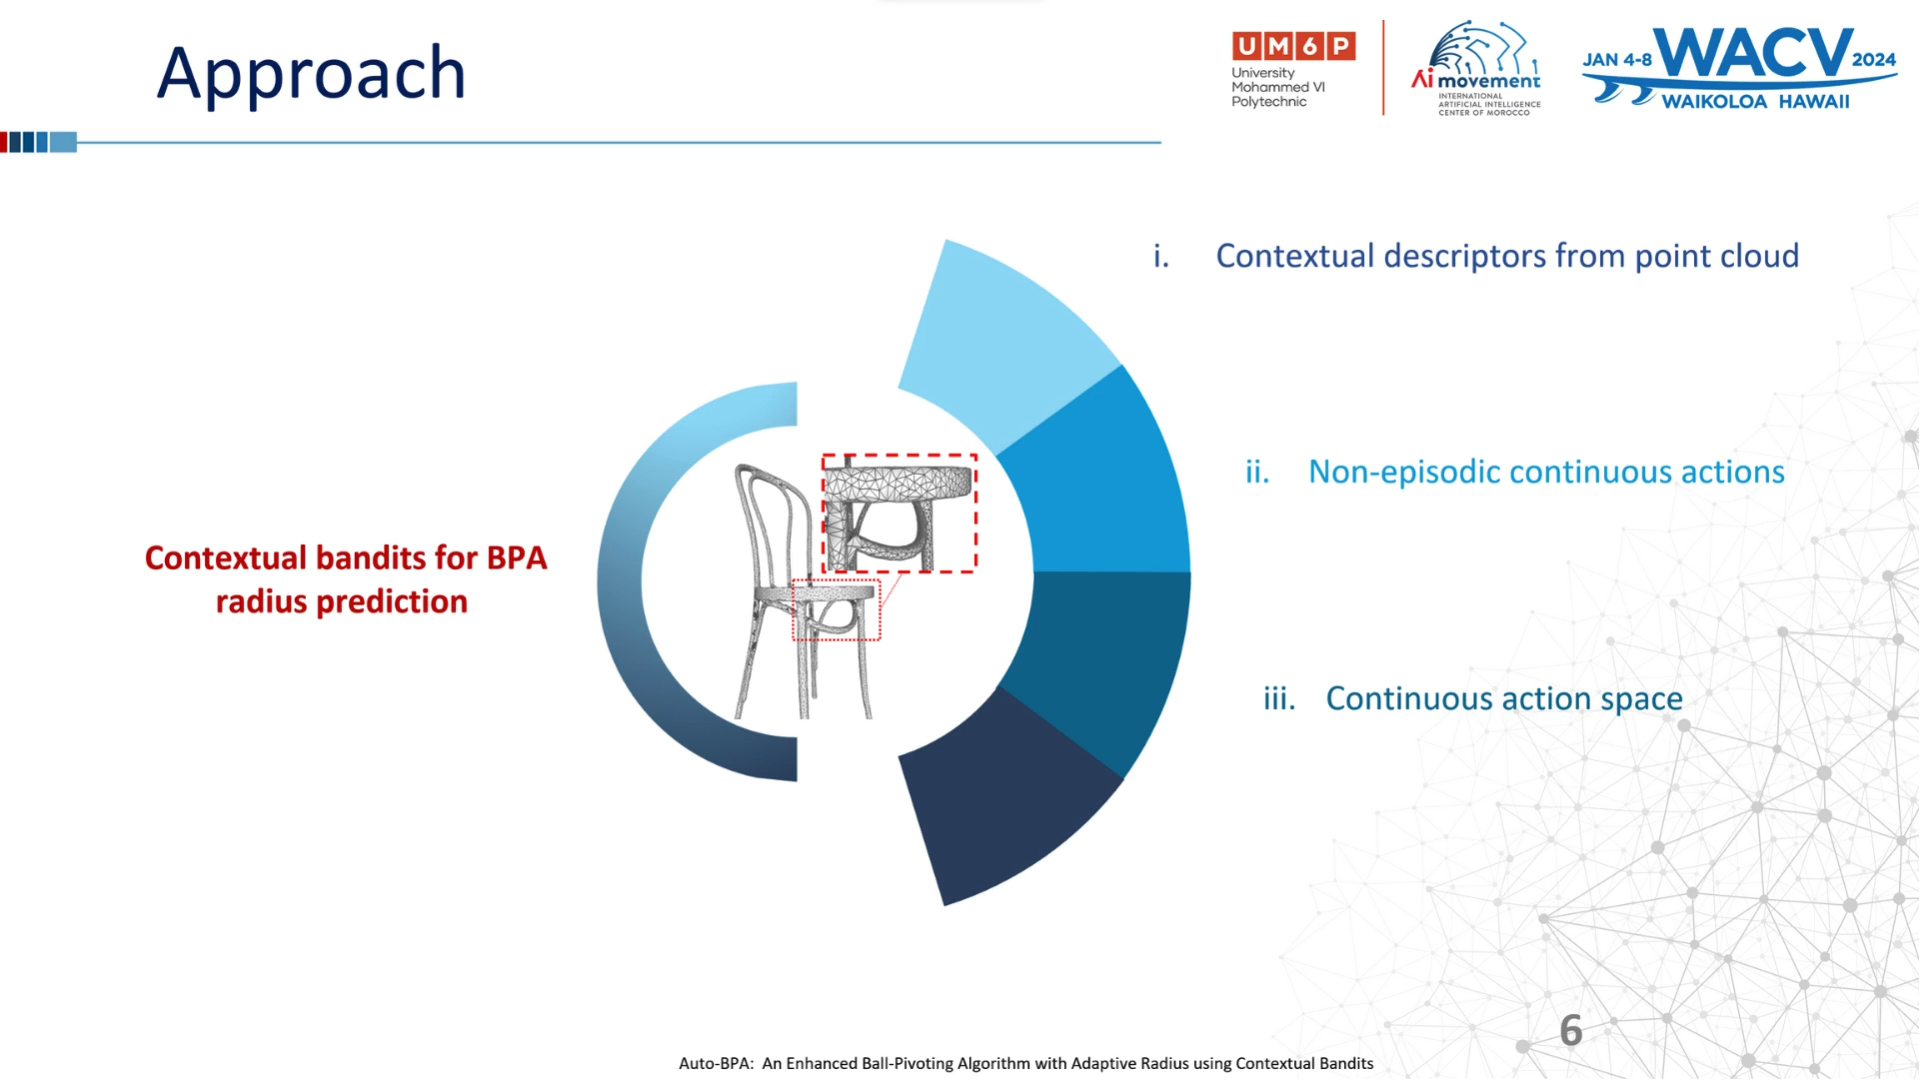 Approach
UM6P
University
Mohammed VI
Polytechnic
Ai movement
INTERNATIONAL
ARTIFICIAL INTELLIGENCE
CENTER OF MOROCCO
JAN 4-8 WACV 2024
WAIKOLOA HAWAII
i. Contextual descriptors from point cloud
ii. Non-episodic continuous actions
Contextual bandits for BPA
radius prediction
iii. Continuous action space
6
Auto-BPA: An Enhanced Ball-Pivoting Algorithm with Adaptive Radius using Contextual Bandits